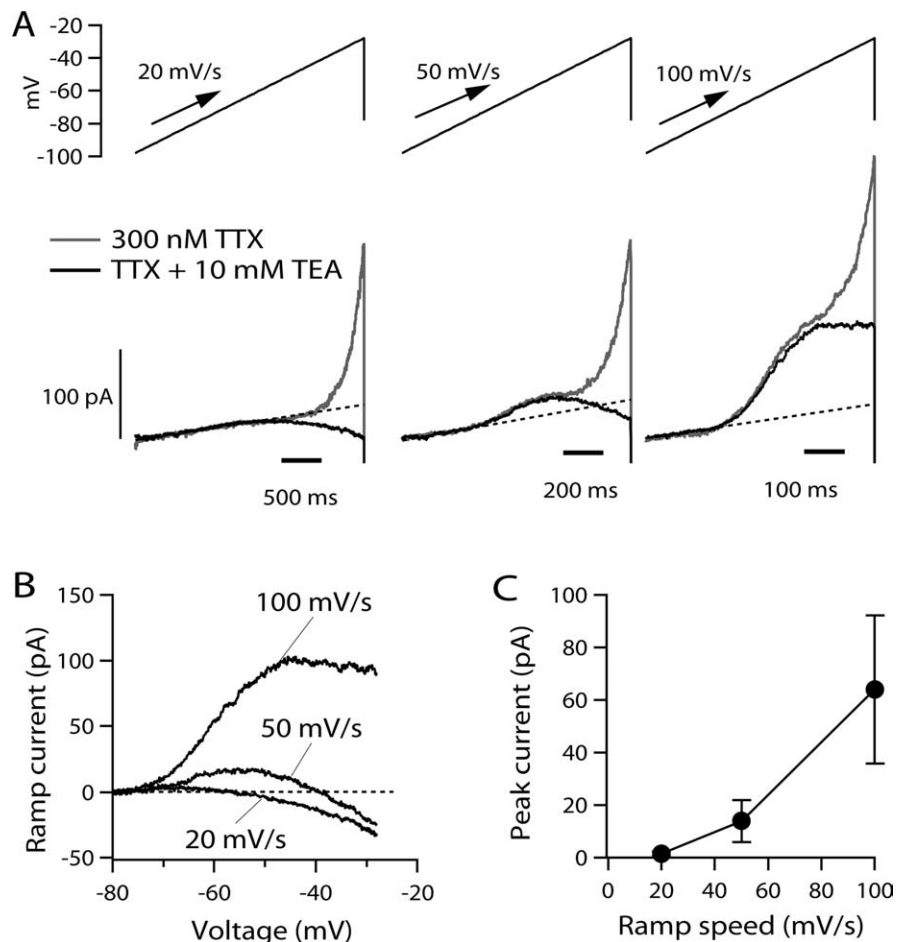 A
-20
-40
-60
-80
-100
mV
20 mV/s
50 mV/s
100 mV/s
300 nM TTX
TTX + 10 mM TEA
100 pA
500 ms
200 ms
100 ms
B
150
100
50
0
-50
Ramp current (pA)
100 mV/s
50 mV/s
20 mV/s
-80
-60
-40
-20
Voltage (mV)
C
100
80
60
40
20
0
Peak current (pA)
0
20
40
60
80
100
Ramp speed (mV/s)